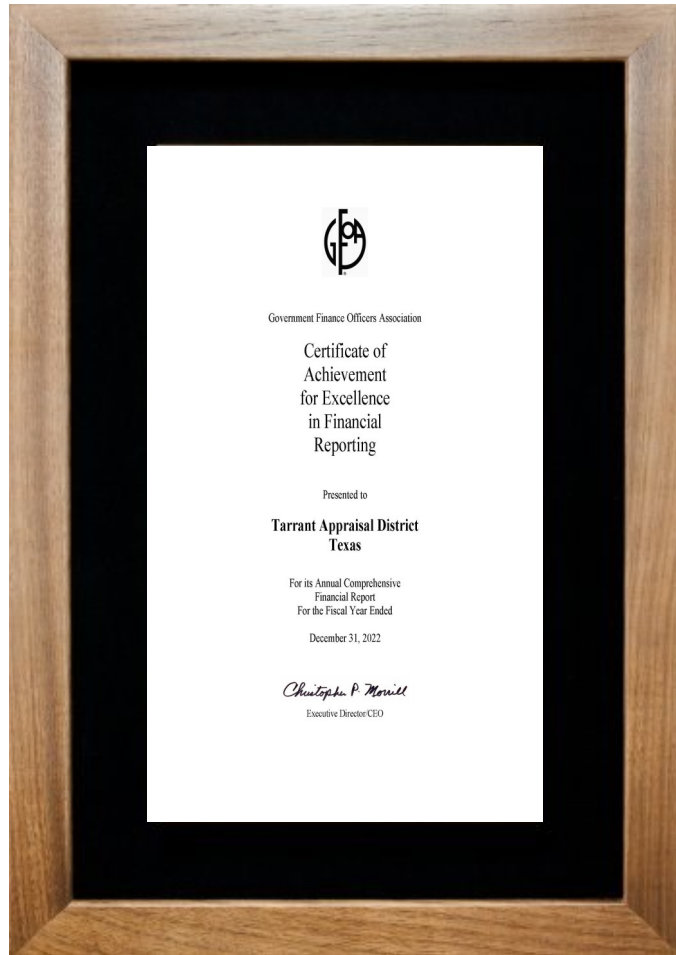 GFOA
Government Finance Officers Association
Certificate of
Achievement
for Excellence
in Financial
Reporting
Presented to
Tarrant Appraisal District
Texas
For its Annual Comprehensive
Financial Report
For the Fiscal Year Ended
December 31, 2022
Christopher P. Morrill
Executive Director/CEO